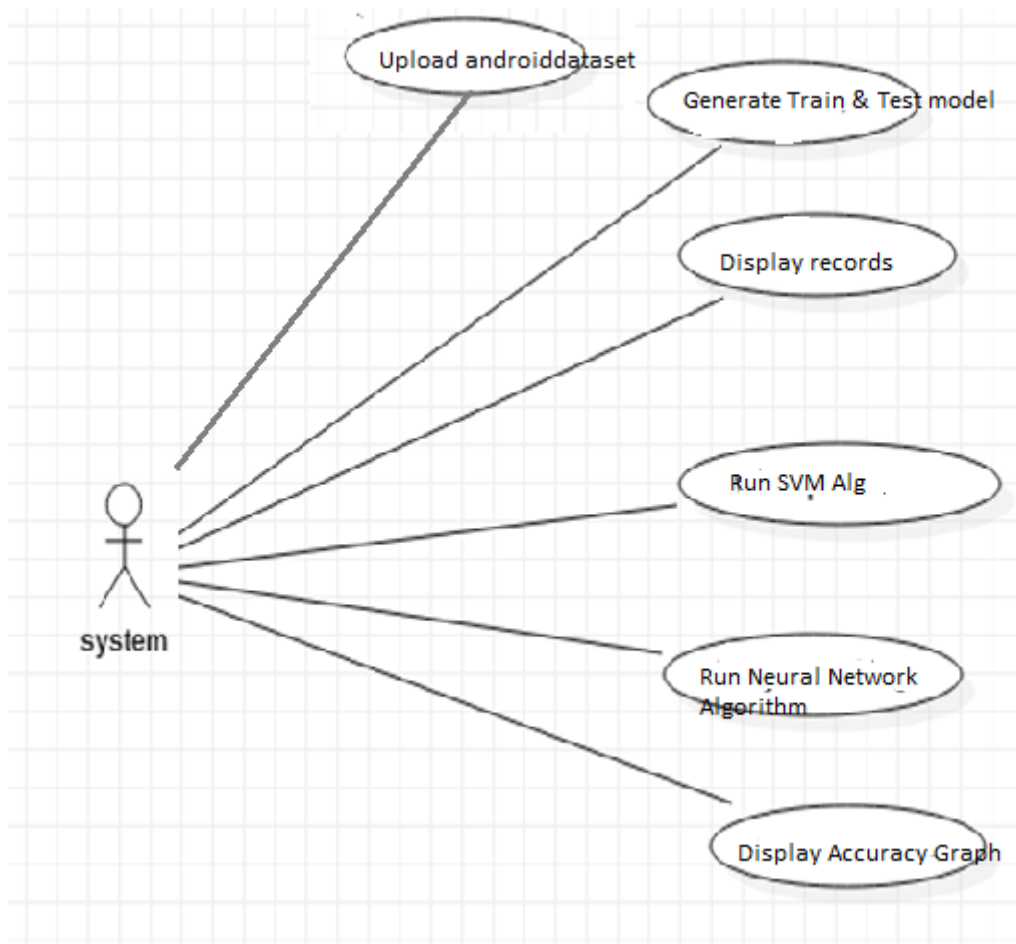 Upload androiddataset
Generate Train & Test model
Display records
Run SVM Alg
system
Run Neural Network
Algorithm
Display Accuracy Graph